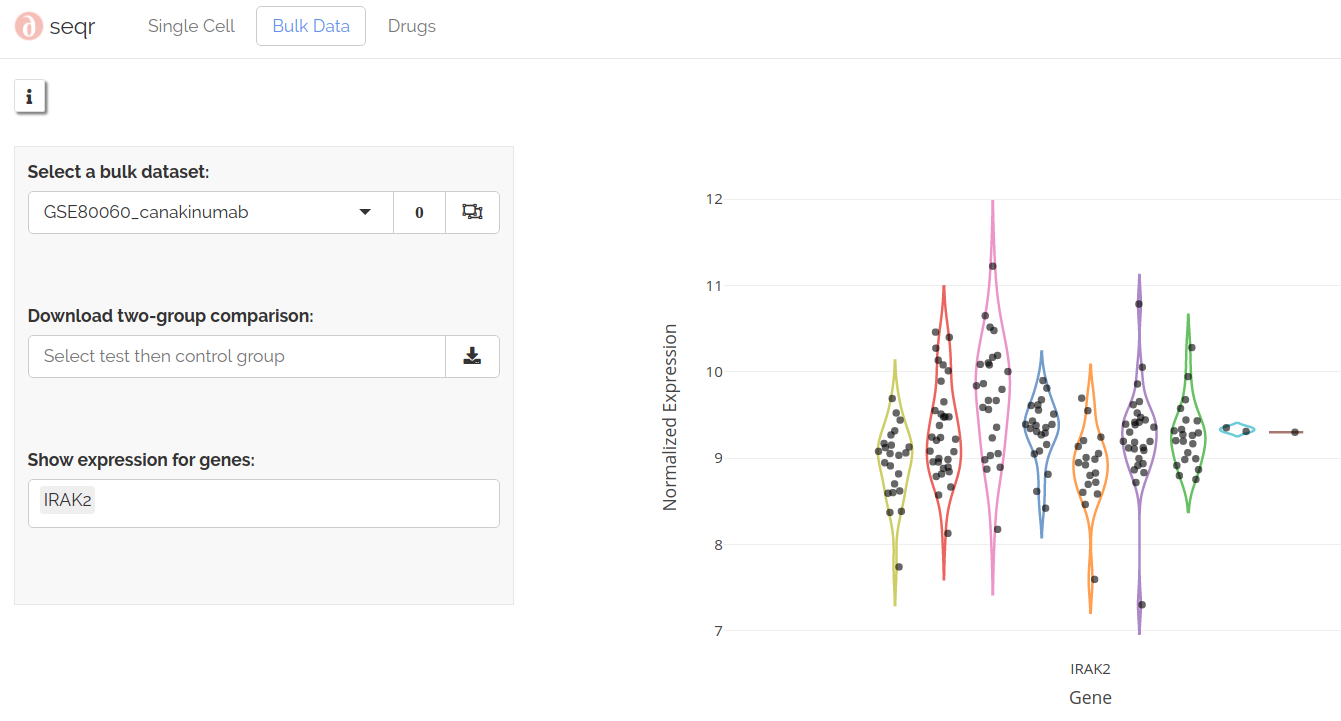 seqr
Single Cell
Bulk Data
Drugs
i
Select a bulk dataset:
GSE80060_canakinumab
0
Download two-group comparison:
Select test then control group
Show expression for genes:
IRAK2
12
11
10
9
8
7
Normalized Expression
IRAK2
Gene